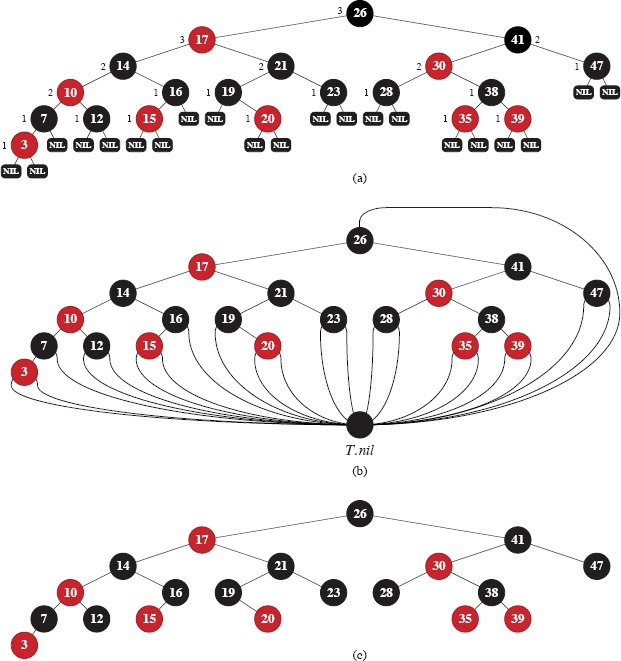 3 26
3 17 41 2
2 14 2 21 2 30 1 47
2 10 1 16 1 19 1 23 1 28 1 38 NIL NIL
1 7 1 12 1 15 NIL NIL 1 20 NIL NIL NIL NIL 1 35 1 39
1 3 NIL NIL NIL NIL NIL NIL NIL NIL NIL NIL NIL
NIL NIL
(a)
26
17 41
14 21 30 47
10 16 19 23 28 38
7 12 15 20 35 39
3
T.nil
(b)
26
17 41
14 21 30 47
10 16 19 23 28 38
7 12 15 20 35 39
3
(c)